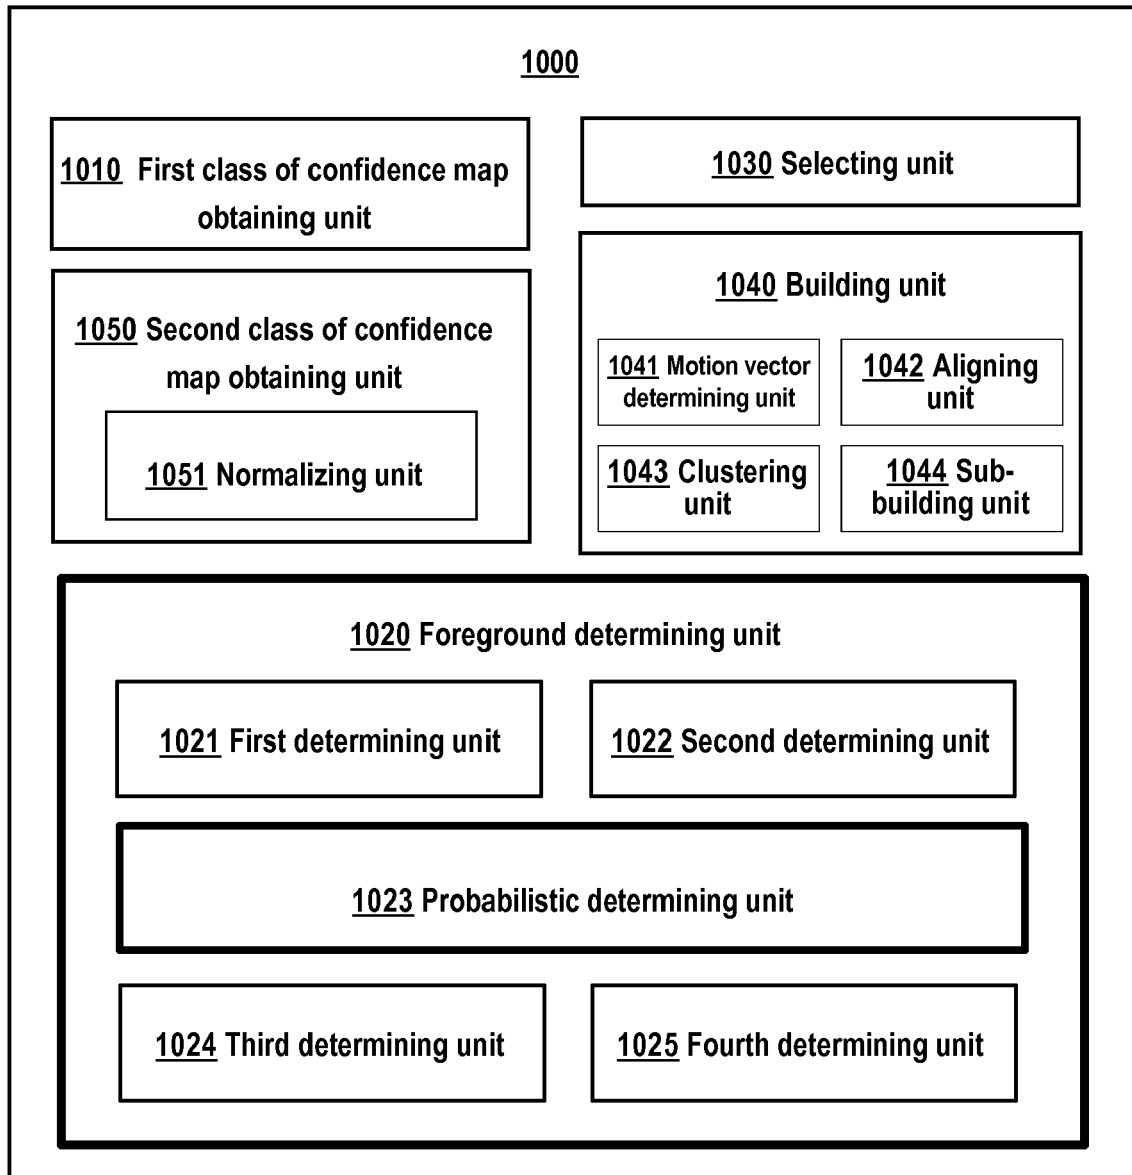 1000
1010 First class of confidence map
obtaining unit
1030 Selecting unit
1050 Second class of confidence
map obtaining unit
1051 Normalizing unit
1040 Building unit
1041 Motion vector
determining unit
1042 Aligning
unit
1043 Clustering
unit
1044 Sub-
building unit
1020 Foreground determining unit
1021 First determining unit
1022 Second determining unit
1023 Probabilistic determining unit
1024 Third determining unit
1025 Fourth determining unit